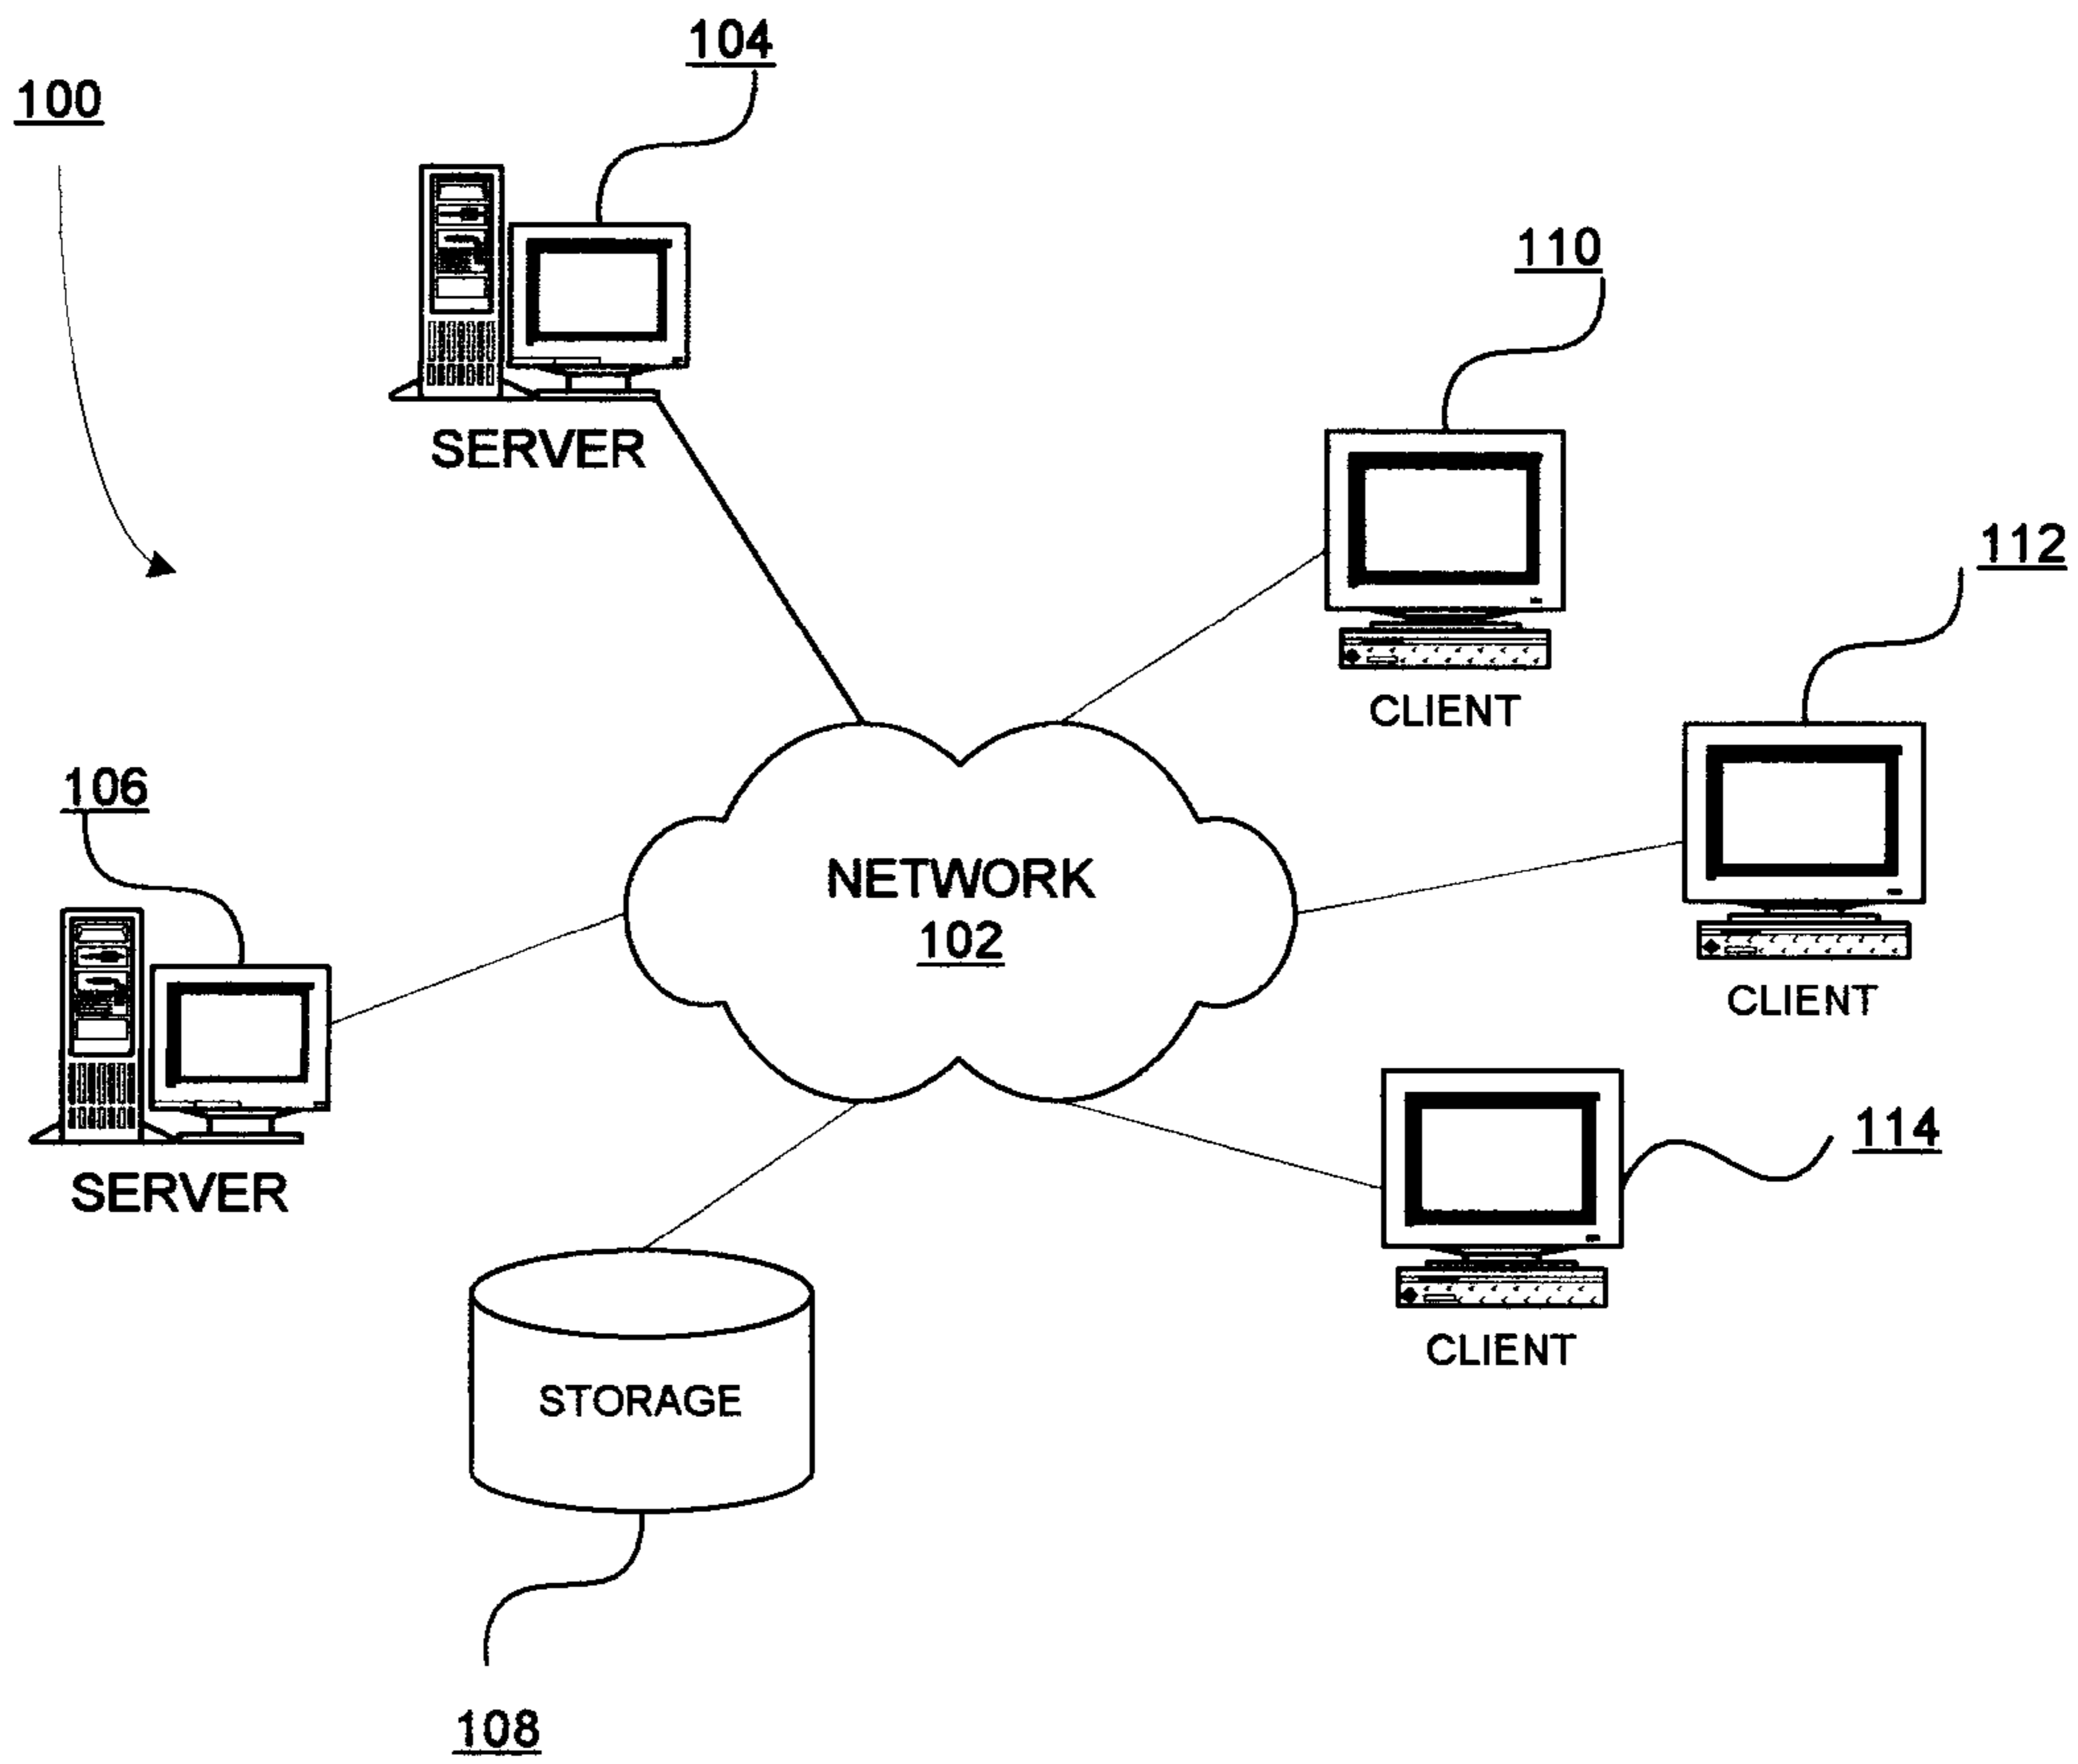 104
100
SERVER
110
CLIENT
112
CLIENT
106
SERVER
NETWORK
102
114
CLIENT
STORAGE
108